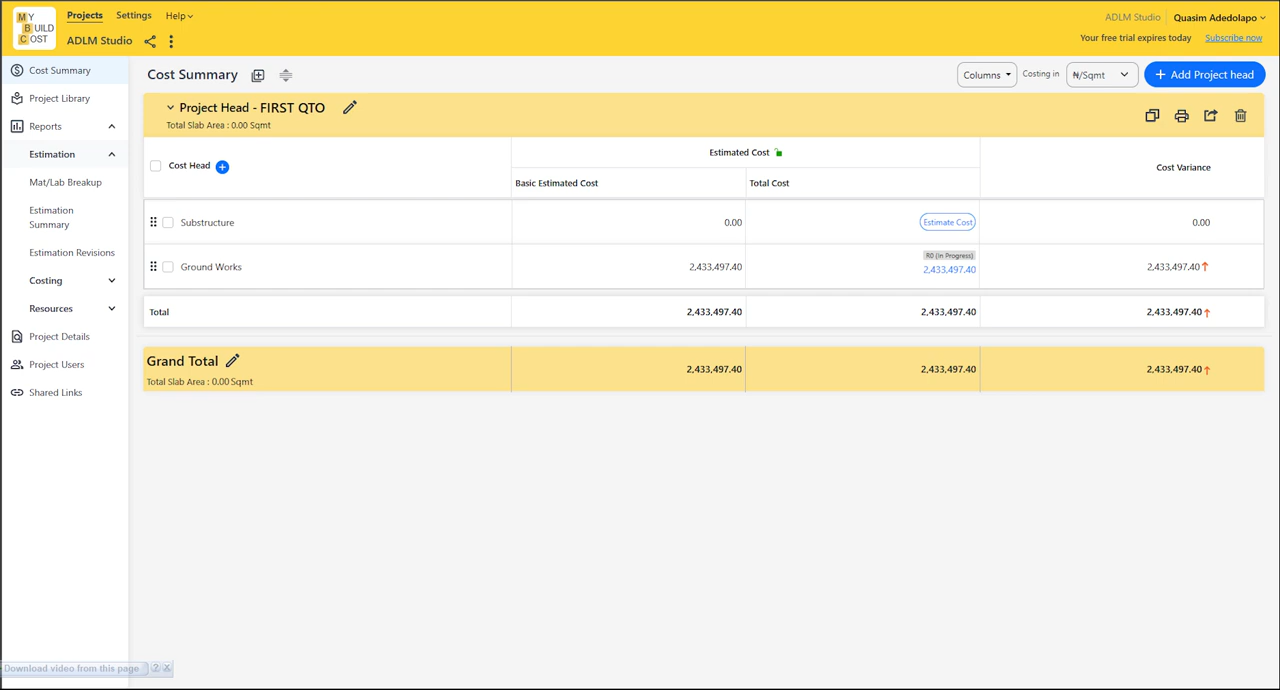 MY BUILD COST
Projects Settings Help
ADLM Studio Quasim Adedolapo
ADLM Studio
Your free trial expires today Subscribe now
Cost Summary
Project Library
Reports
Estimation
Mat/Lab Breakup
Estimation
Summary
Estimation Revisions
Costing
Resources
Project Details
Project Users
Shared Links
Cost Summary
Columns Costing in ₦/Sqmt + Add Project head
Project Head - FIRST QTO
Total Slab Area : 0.00 Sqmt
Cost Head
Estimated Cost
Cost Variance
Basic Estimated Cost Total Cost
Substructure 0.00 Estimate Cost 0.00
R0 (In Progress)
Ground Works 2,433,497.40 2,433,497.40 2,433,497.40
Total 2,433,497.40 2,433,497.40 2,433,497.40
Grand Total 2,433,497.40 2,433,497.40 2,433,497.40
Total Slab Area : 0.00 Sqmt
Download video from this page ? X